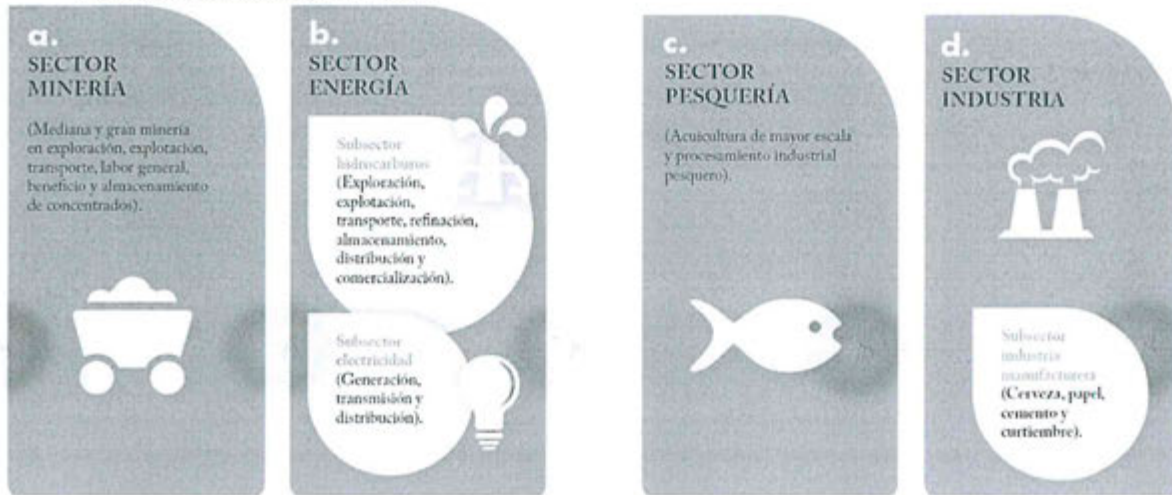 a.
SECTOR
MINERÍA
(Mediana y gran minería
en exploración, explotación,
transporte, labor general,
beneficio y almacenamiento
de concentrados).
b.
SECTOR
ENERGÍA
Subsector
hidrocarburos
(Exploración,
explotación,
transporte, refinación,
almacenamiento,
distribución y
comercialización).
Subsector
electricidad
(Generación,
transmisión y
distribución).
c.
SECTOR
PESQUERÍA
(Acuicultura de mayor escala
y procesamiento industrial
pesquero).
d.
SECTOR
INDUSTRIA
Subsector
industria
manufacturera
(Cerveza, papel,
cemento y
curtiembre).